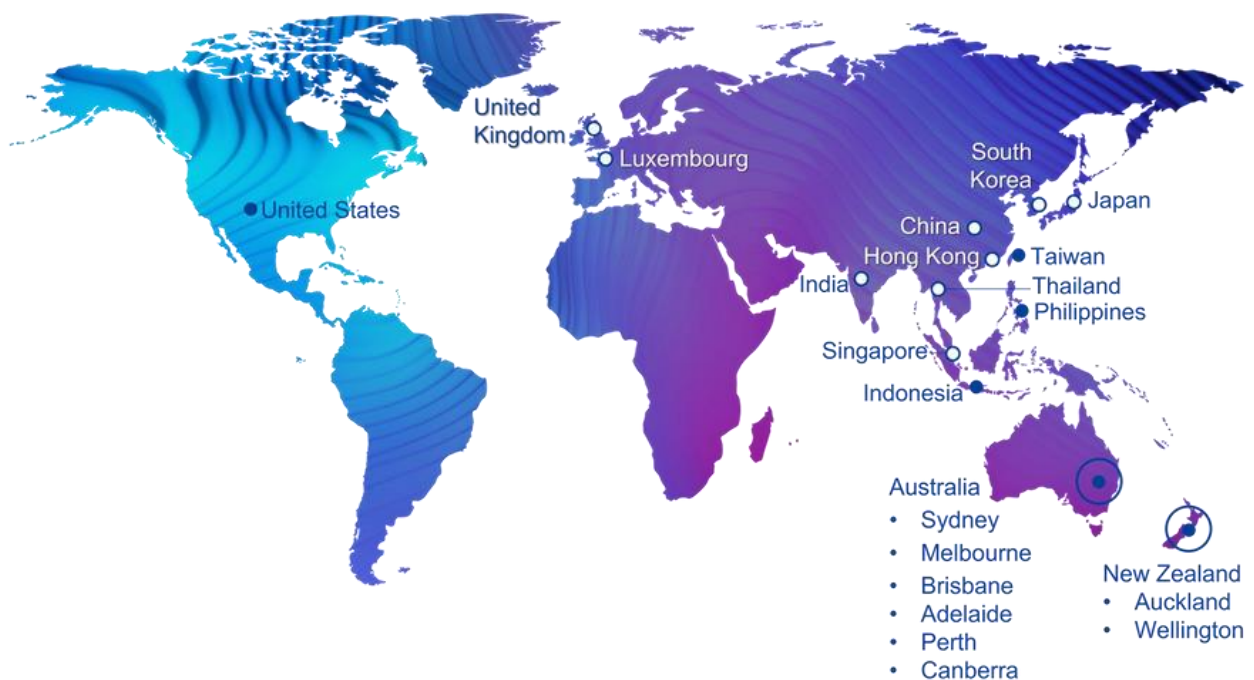 United
Kingdom
Luxembourg
United States
South
Korea
Japan
China
Hong Kong
Taiwan
India
Thailand
Philippines
Singapore
Indonesia
Australia
• Sydney
• Melbourne
• Brisbane
• Adelaide
• Perth
• Canberra
New Zealand
• Auckland
• Wellington